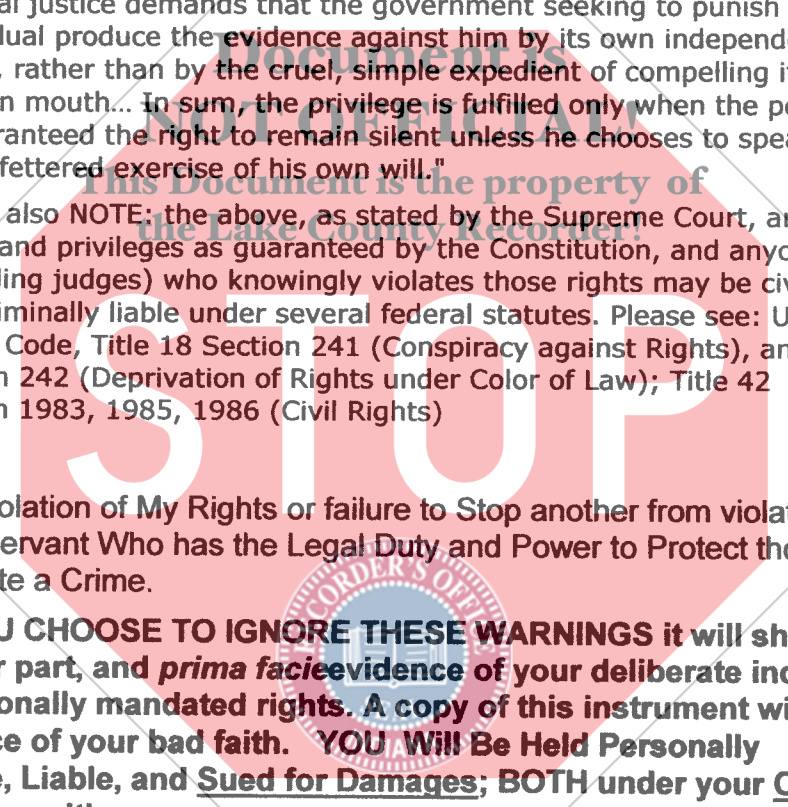 al justice demands that the government seeking to punish
dual produce the evidence against him by its own independ
, rather than by the cruel, simple expedient of compelling i
n mouth... In sum, the privilege is fulfilled only when the pe
ranteed the right to remain silent unless he chooses to spea
fettered exercise of his own will."
Document is
NOT OFFICIAL!
This Document is the property of
the Lake County Recorder!
also NOTE: the above, as stated by the Supreme Court, ar
and privileges as guaranteed by the Constitution, and anyo
ling judges) who knowingly violates those rights may be civ
iminally liable under several federal statutes. Please see: U
Code, Title 18 Section 241 (Conspiracy against Rights), an
n 242 (Deprivation of Rights under Color of Law); Title 42
n 1983, 1985, 1986 (Civil Rights)
STOP
olation of My Rights or failure to Stop another from violat
ervant Who has the Legal Duty and Power to Protect tho
te a Crime.
RECORDER'S OFFICE
U CHOOSE TO IGNORE THESE WARNINGS it will sh
r part, and prima facieevidence of your deliberate ind
onally mandated rights. A copy of this instrument wi
ce of your bad faith. YOU Will Be Held Personally
e, Liable, and Sued for Damages; BOTH under your O